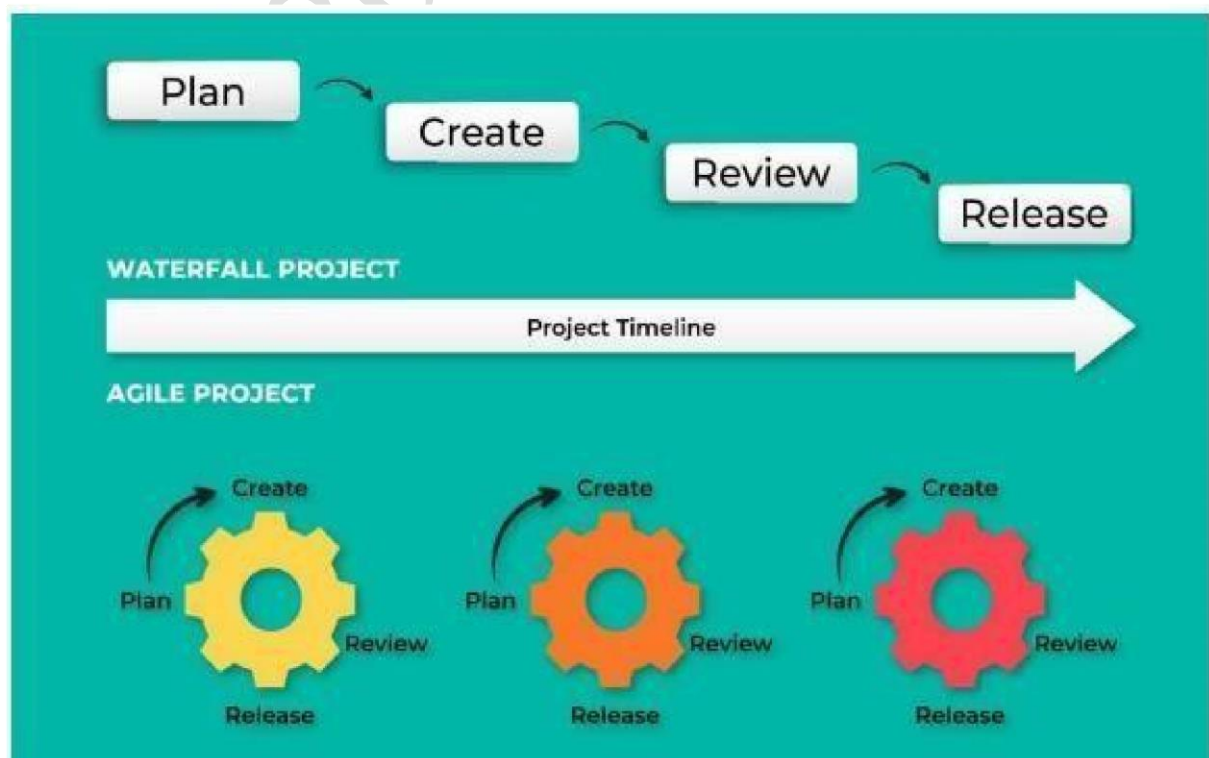 Plan
Create
Review
Release
WATERFALL PROJECT
Project Timeline
AGILE PROJECT
Create
Plan
Review
Release
Create
Plan
Review
Release
Create
Plan
Review
Release